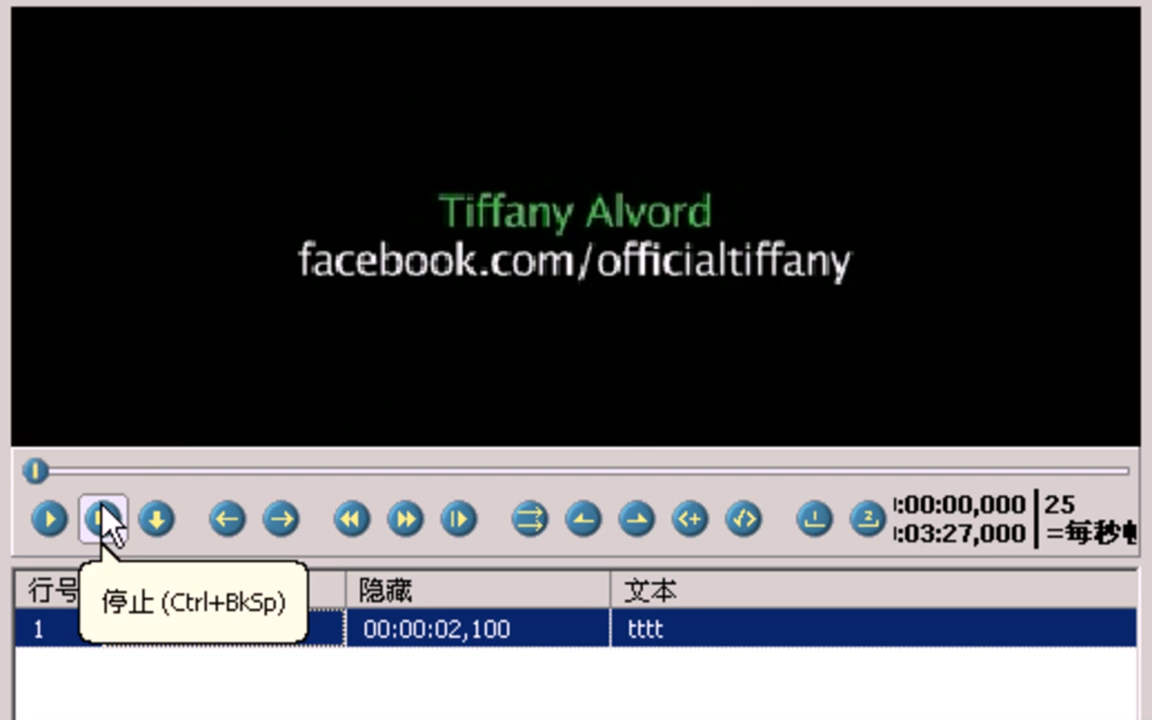 Tiffany Alvord
facebook.com/officialtiffany
:00:00,000
25
:03:27,000
=每秒
停止 (Ctrl+BkSp)
行号
隐藏
文本
1
00:00:02,100
tttt